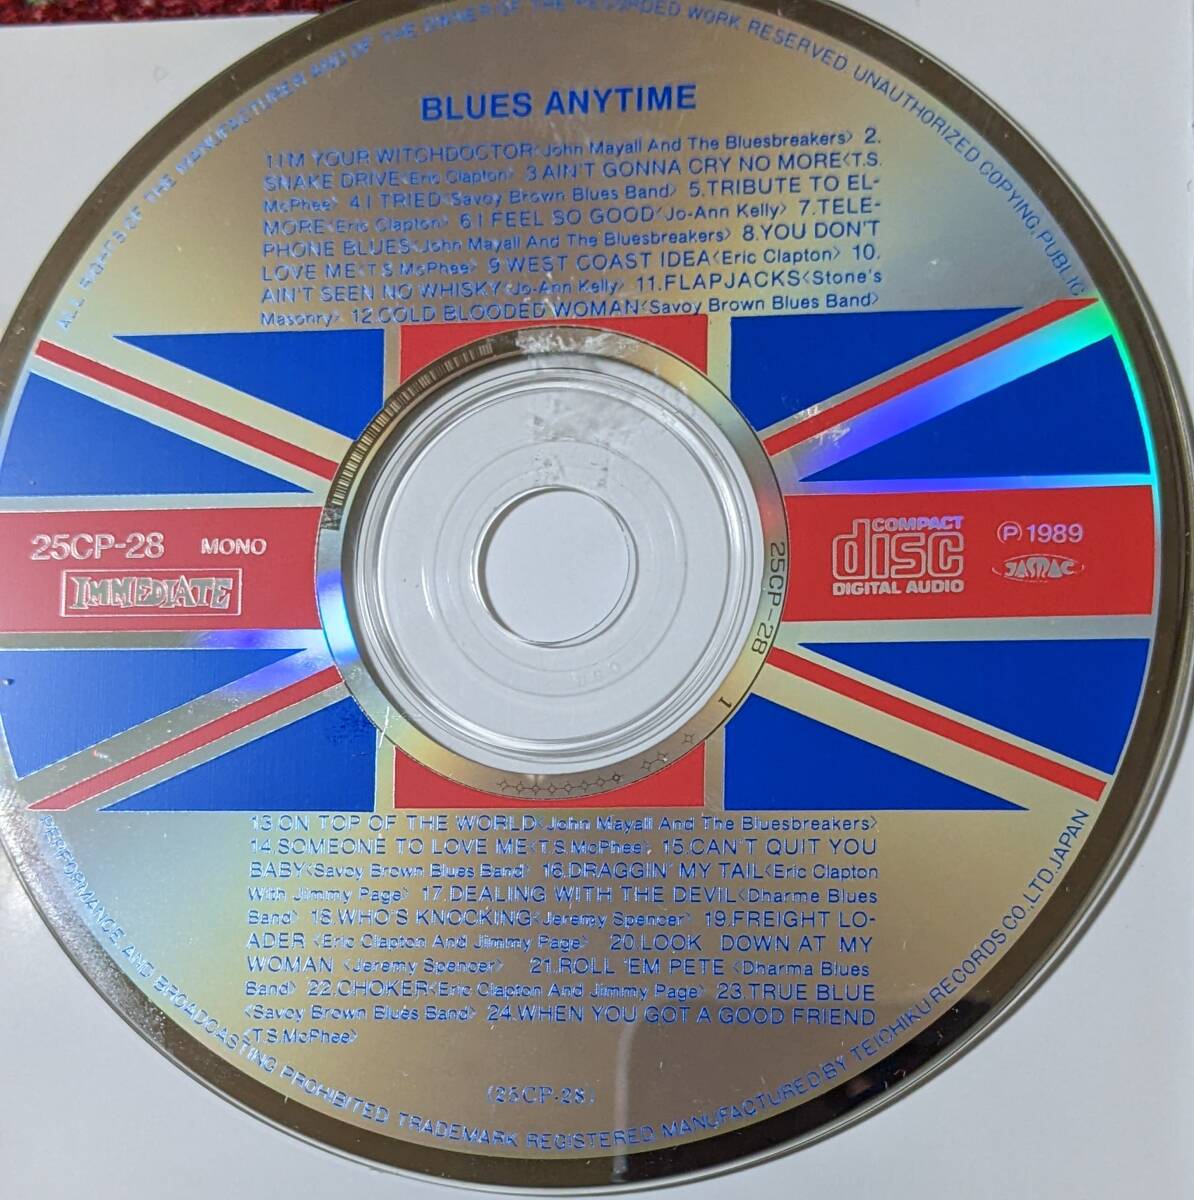 ALL RIGHTS OF THE MANUFACTURER AND OF THE OWNER OF THE RECORDED WORK RESERVED UNAUTHORIZED COPYING, PUBLIC
BLUES ANYTIME
1.I'M YOUR WITCHDOCTOR<John Mayall And The Bluesbreakers> 2.
SNAKE DRIVE<Eric Clapton> 3.AIN'T GONNA CRY NO MORE<T.S.
McPhee> 4.I TRIED<Savoy Brown Blues Band> 5.TRIBUTE TO EL-
MORE<Eric Clapton> 6.I FEEL SO GOOD<Jo-Ann Kelly> 7.TELE-
PHONE BLUES<John Mayall And The Bluesbreakers> 8.YOU DON'T
LOVE ME<T.S.McPhee> 9.WEST COAST IDEA<Eric Clapton> 10.
AIN'T SEEN NO WHISKY<Jo-Ann Kelly> 11.FLAPJACKS<Stone's
Masonry> 12.COLD BLOODED WOMAN<Savoy Brown Blues Band>
25CP-28 MONO
IMMEDIATE
COMPACT
disc
DIGITAL AUDIO
Ⓟ1989
JASRAC
25CP-28 1
13.ON TOP OF THE WORLD<John Mayall And The Bluesbreakers>
14.SOMEONE TO LOVE ME<T.S.McPhee> 15.CAN'T QUIT YOU
BABY<Savoy Brown Blues Band> 16.DRAGGIN' MY TAIL<Eric Clapton
With Jimmy Page> 17.DEALING WITH THE DEVIL<Dharme Blues
Band> 18.WHO'S KNOCKING<Jeremy Spencer> 19.FREIGHT LO-
ADER <Eric Clapton And Jimmy Page> 20.LOOK DOWN AT MY
WOMAN <Jeremy Spencer> 21.ROLL 'EM PETE <Dharma Blues
Band> 22.CHOKER<Eric Clapton And Jimmy Page> 23.TRUE BLUE
<Savoy Brown Blues Band> 24.WHEN YOU GOT A GOOD FRIEND
<T.S.McPhee>
(25CP-28)
PERFORMANCE AND BROADCASTING PROHIBITED TRADEMARK REGISTERED MANUFACTURED BY TEICHIKU RECORDS CO., LTD. JAPAN